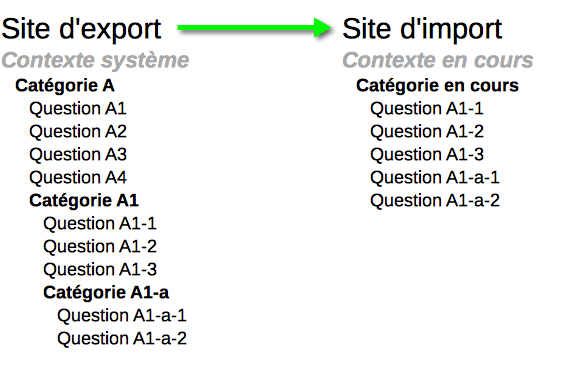 Site d'export
Contexte système
Catégorie A
Question A1
Question A2
Question A3
Question A4
Catégorie A1
Question A1-1
Question A1-2
Question A1-3
Catégorie A1-a
Question A1-a-1
Question A1-a-2
Site d'import
Contexte en cours
Catégorie en cours
Question A1-1
Question A1-2
Question A1-3
Question A1-a-1
Question A1-a-2